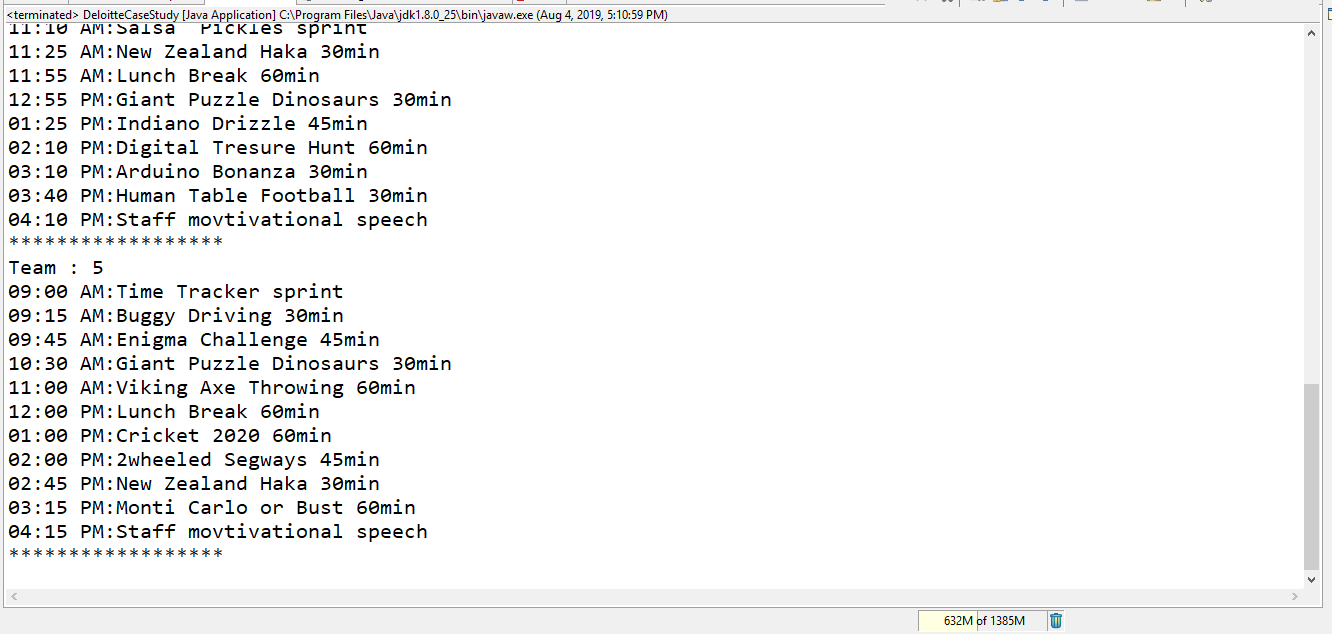 <terminated> DeloitteCaseStudy [Java Application] C:\Program Files\Java\jdk1.8.0_25\bin\javaw.exe (Aug 4, 2019, 5:10:59 PM)
11:10 AM:Salsa  Pickles sprint
11:25 AM:New Zealand Haka 30min
11:55 AM:Lunch Break 60min
12:55 PM:Giant Puzzle Dinosaurs 30min
01:25 PM:Indiano Drizzle 45min
02:10 PM:Digital Tresure Hunt 60min
03:10 PM:Arduino Bonanza 30min
03:40 PM:Human Table Football 30min
04:10 PM:Staff movtivational speech
******************
Team : 5
09:00 AM:Time Tracker sprint
09:15 AM:Buggy Driving 30min
09:45 AM:Enigma Challenge 45min
10:30 AM:Giant Puzzle Dinosaurs 30min
11:00 AM:Viking Axe Throwing 60min
12:00 PM:Lunch Break 60min
01:00 PM:Cricket 2020 60min
02:00 PM:2wheeled Segways 45min
02:45 PM:New Zealand Haka 30min
03:15 PM:Monti Carlo or Bust 60min
04:15 PM:Staff movtivational speech
******************
632M of 1385M